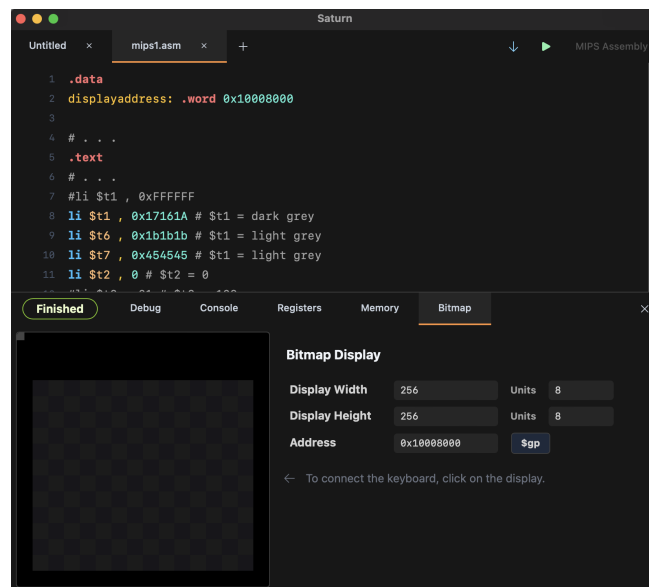 Saturn
Untitled × mips1.asm × + MIPS Assembly
1 .data
2 displayaddress: .word 0x10008000
3
4 # . . .
5 .text
6 # . . .
7 #li $t1 , 0xFFFFFF
8 li $t1 , 0x17161A # $t1 = dark grey
9 li $t6 , 0x1b1b1b # $t1 = light grey
10 li $t7 , 0x454545 # $t1 = light grey
11 li $t2 , 0 # $t2 = 0
Finished Debug Console Registers Memory Bitmap ×
Bitmap Display
Display Width 256 Units 8
Display Height 256 Units 8
Address 0x10008000 $gp
← To connect the keyboard, click on the display.